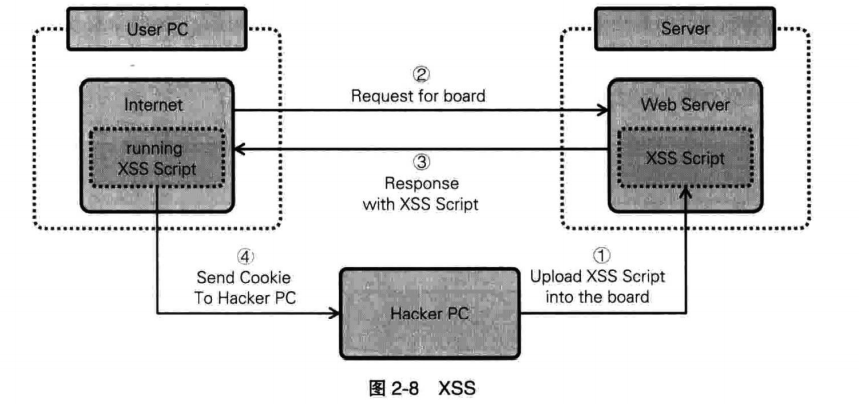 User PC
Server
②
Request for board
Internet
Web Server
running
XSS Script
XSS Script
③
Response
with XSS Script
④
Send Cookie
To Hacker PC
①
Upload XSS Script
into the board
Hacker PC
图 2-8 XSS